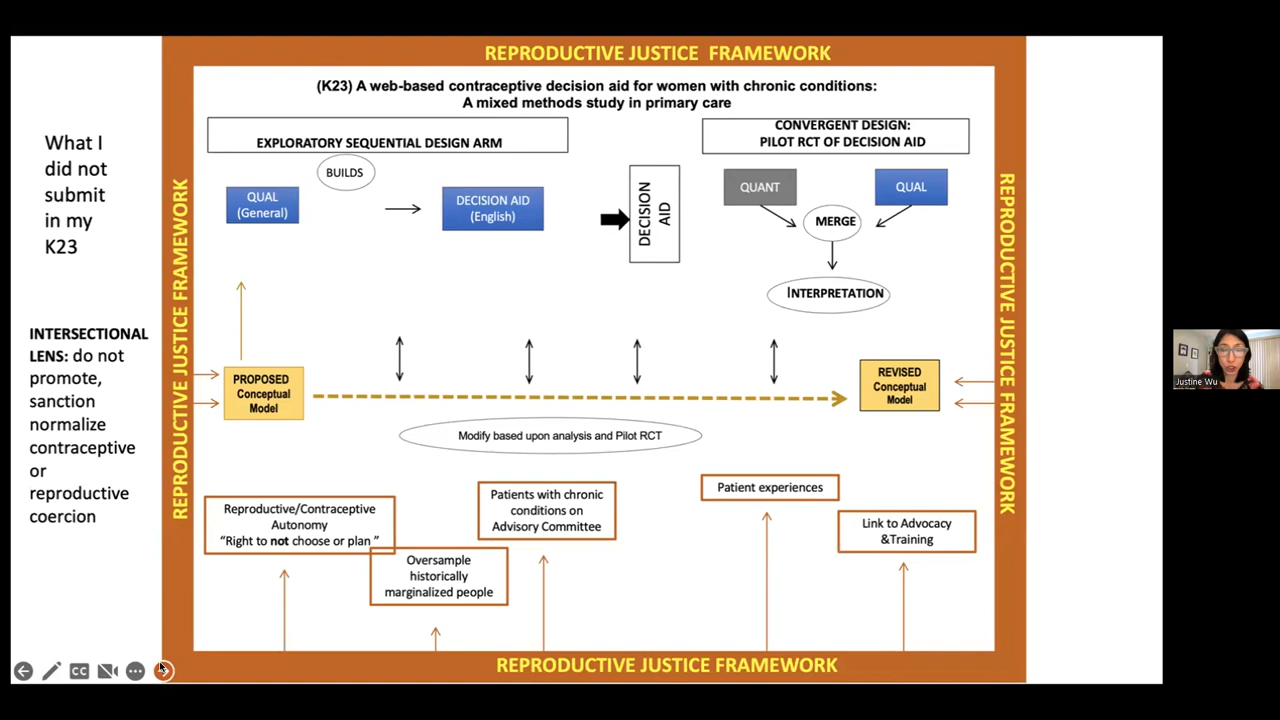 REPRODUCTIVE JUSTICE FRAMEWORK
(K23) A web-based contraceptive decision aid for women with chronic conditions:
A mixed methods study in primary care
What I
did not
submit
in my
K23
INTERSECTIONAL
LENS: do not
promote,
sanction
normalize
contraceptive
or
reproductive
coercion
REPRODUCTIVE JUSTICE FRAMEWORK
EXPLORATORY SEQUENTIAL DESIGN ARM
BUILDS
QUAL
(General)
DECISION AID
(English)
DECISION
AID
CONVERGENT DESIGN:
PILOT RCT OF DECISION AID
QUANT
QUAL
MERGE
INTERPRETATION
PROPOSED
Conceptual
Model
REVISED
Conceptual
Model
Modify based upon analysis and Pilot RCT
Reproductive/Contraceptive
Autonomy
“Right to not choose or plan ”
Oversample
historically
marginalized people
Patients with chronic
conditions on
Advisory Committee
Patient experiences
Link to Advocacy
&Training
REPRODUCTIVE JUSTICE FRAMEWORK
REPRODUCTIVE JUSTICE FRAMEWORK
CC
Justine Wu